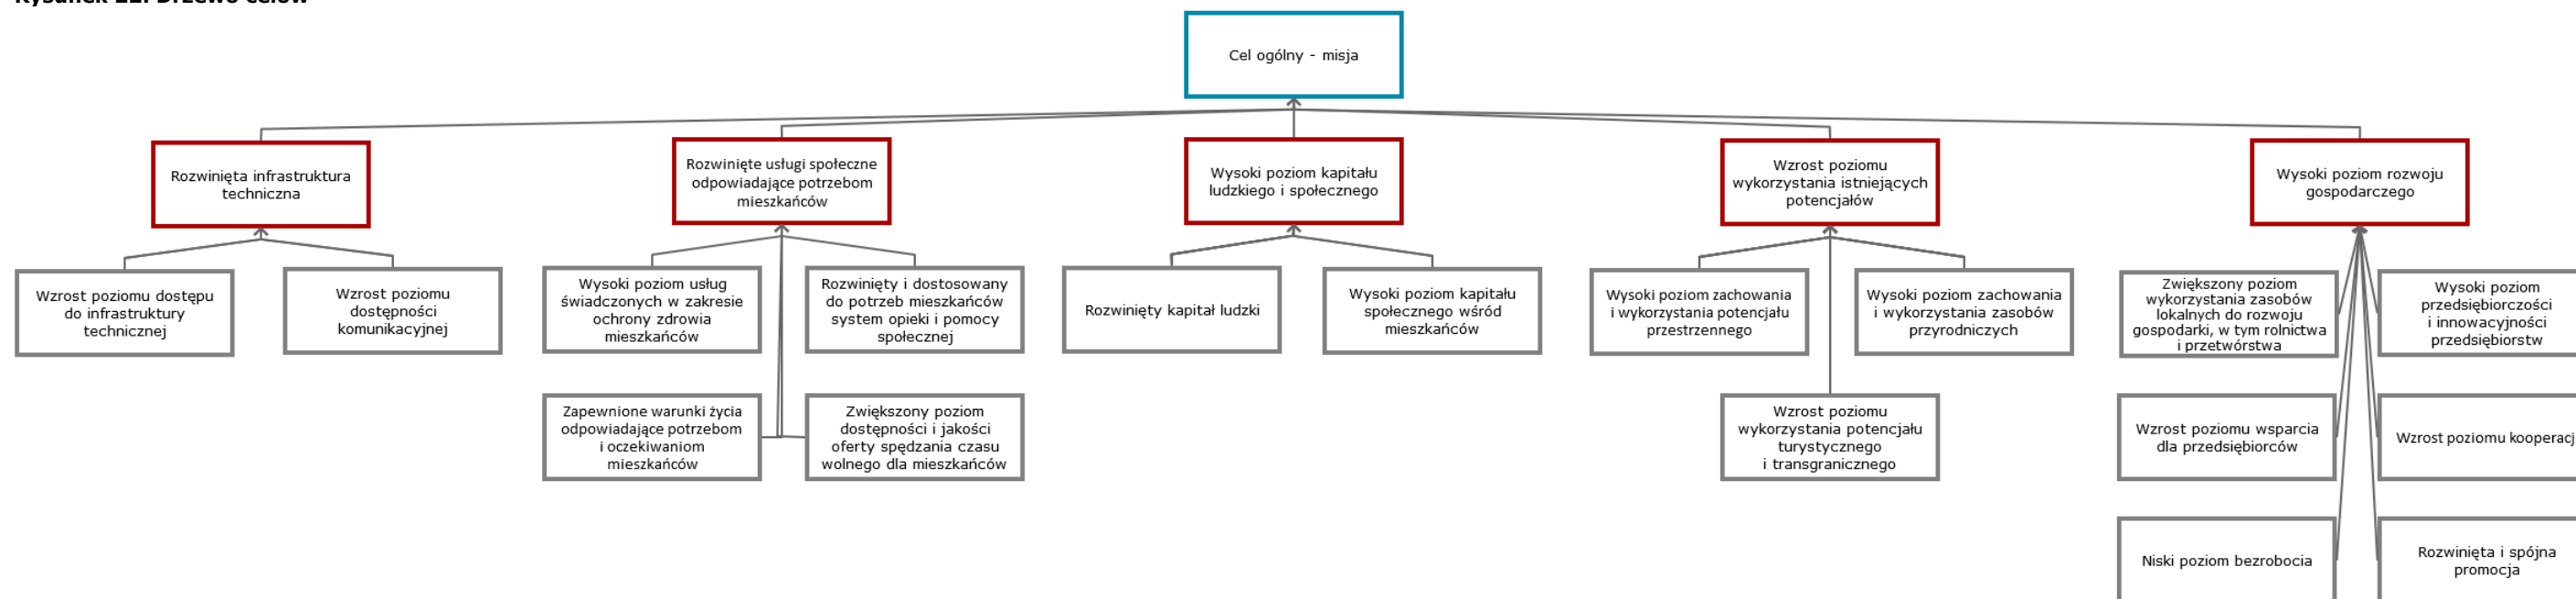 Cel ogólny - misja
Rozwinięta infrastruktura
techniczna
Rozwinięte usługi społeczne
odpowiadające potrzebom
mieszkańców
Wysoki poziom kapitału
ludzkiego i społecznego
Wzrost poziomu
wykorzystania istniejących
potencjałów
Wysoki poziom rozwoju
gospodarczego
Wzrost poziomu dostępu
do infrastruktury
technicznej
Wzrost poziomu
dostępności
komunikacyjnej
Wysoki poziom usług
świadczonych w zakresie
ochrony zdrowia
mieszkańców
Rozwinięty i dostosowany
do potrzeb mieszkańców
system opieki i pomocy
społecznej
Rozwinięty kapitał ludzki
Wysoki poziom kapitału
społecznego wśród
mieszkańców
Wysoki poziom zachowania
i wykorzystania potencjału
przestrzennego
Wysoki poziom zachowania
i wykorzystania zasobów
przyrodniczych
Zwiększony poziom
wykorzystania zasobów
lokalnych do rozwoju
gospodarki, w tym rolnictwa
i przetwórstwa
Wysoki poziom
przedsiębiorczości
i innowacyjności
przedsiębiorstw
Zapewnione warunki życia
odpowiadające potrzebom
i oczekiwaniom
mieszkańców
Zwiększony poziom
dostępności i jakości
oferty spędzania czasu
wolnego dla mieszkańców
Wzrost poziomu
wykorzystania potencjału
turystycznego
i transgranicznego
Wzrost poziomu wsparcia
dla przedsiębiorców
Wzrost poziomu kooperacj
Niski poziom bezrobocia
Rozwinięta i spójna
promocja